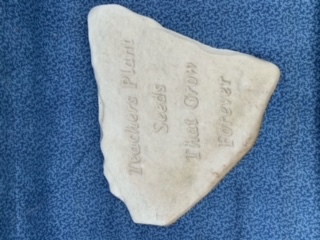 Teachers Plant
Seeds
That Grow
Forever